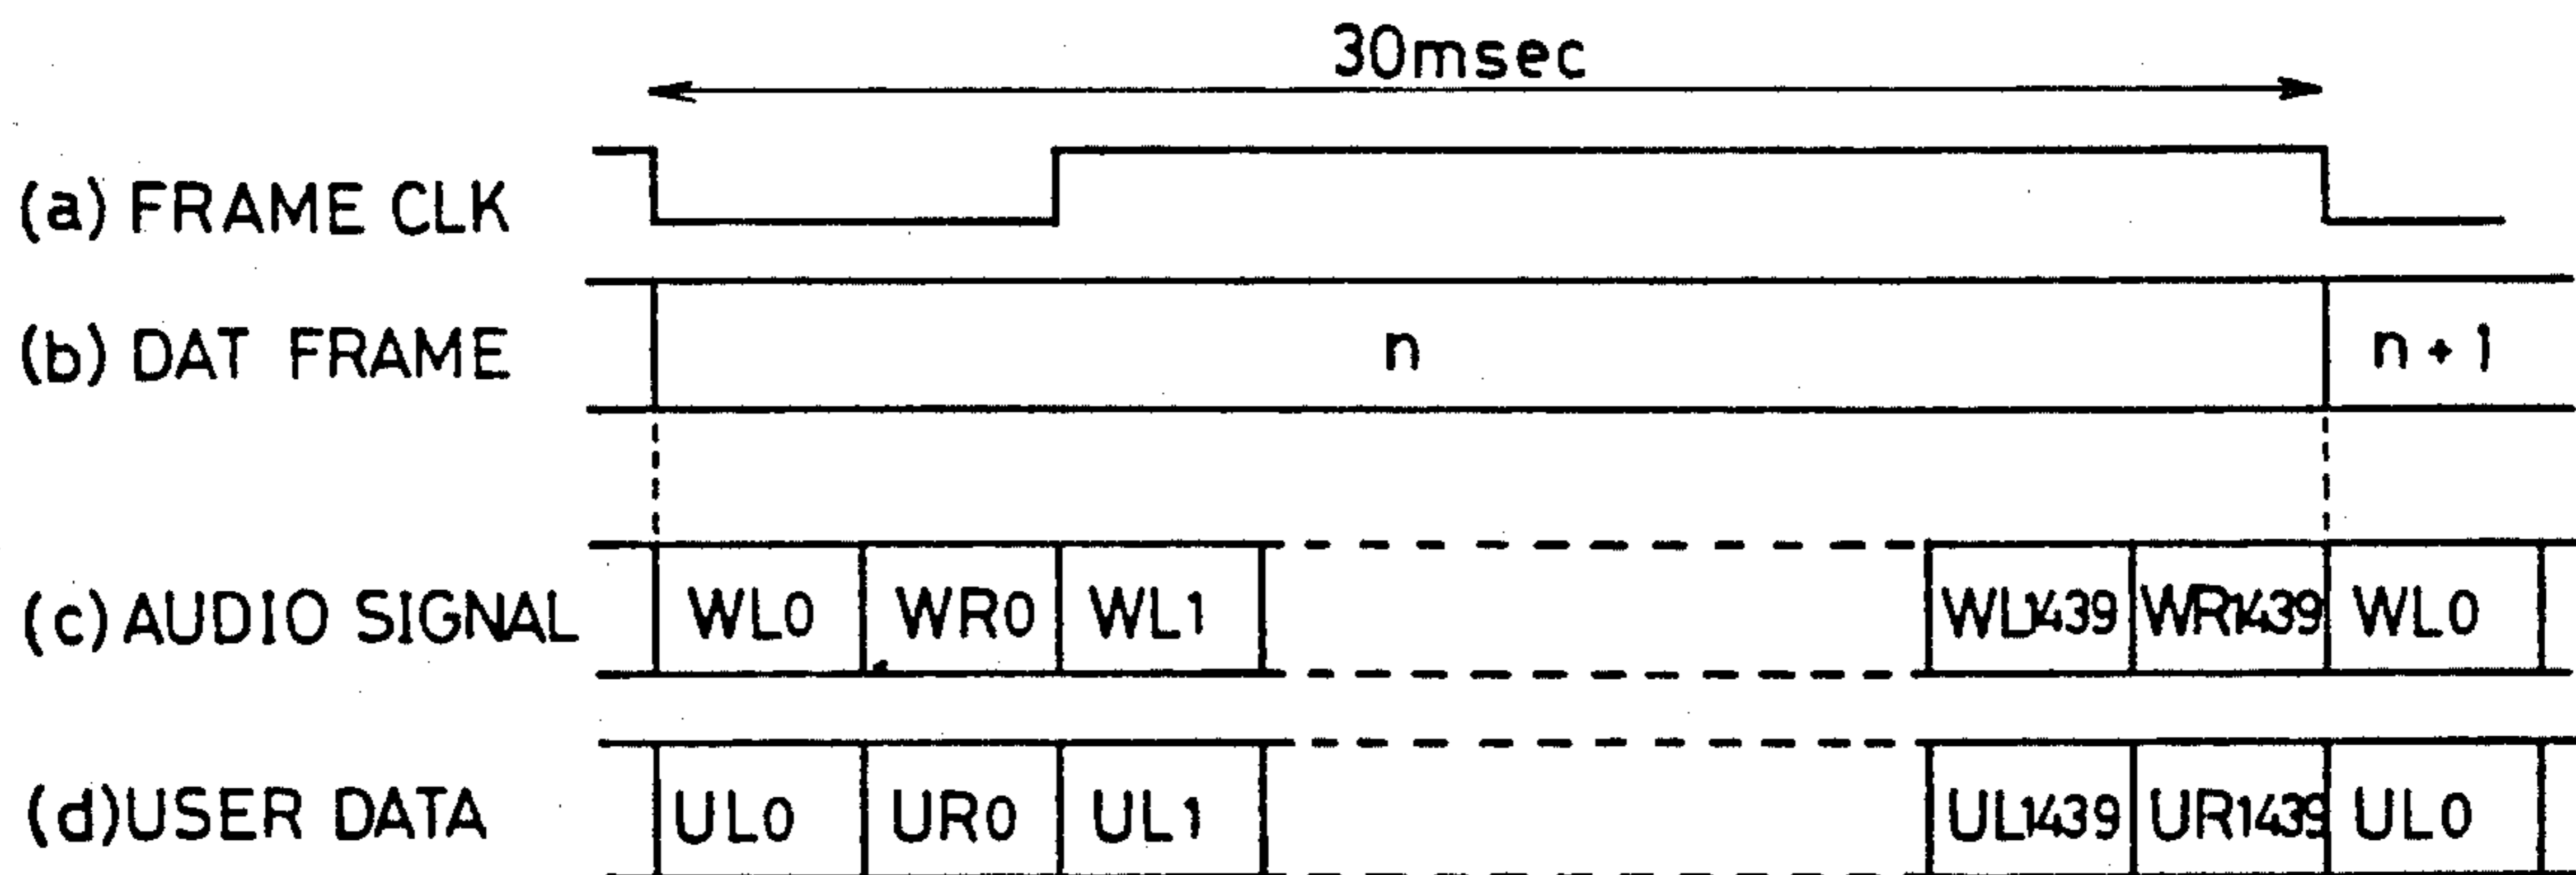 30msec
(a) FRAME CLK
(b) DAT FRAME n n+1
(c) AUDIO SIGNAL WL0 WR0 WL1 WL1439 WR1439 WL0
(d) USER DATA UL0 UR0 UL1 UL1439 UR1439 UL0